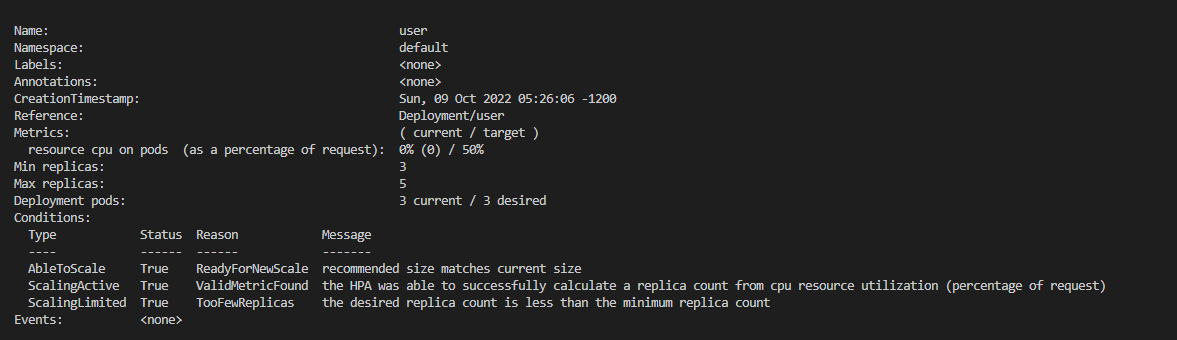 Name: user
Namespace: default
Labels: <none>
Annotations: <none>
CreationTimestamp: Sun, 09 Oct 2022 05:26:06 -1200
Reference: Deployment/user
Metrics: ( current / target )
resource cpu on pods (as a percentage of request): 0% (0) / 50%
Min replicas: 3
Max replicas: 5
Deployment pods: 3 current / 3 desired
Conditions:
Type Status Reason Message
---- ------ ------ -------
AbleToScale True ReadyForNewScale recommended size matches current size
ScalingActive True ValidMetricFound the HPA was able to successfully calculate a replica count from cpu resource utilization (percentage of request)
ScalingLimited True TooFewReplicas the desired replica count is less than the minimum replica count
Events: <none>